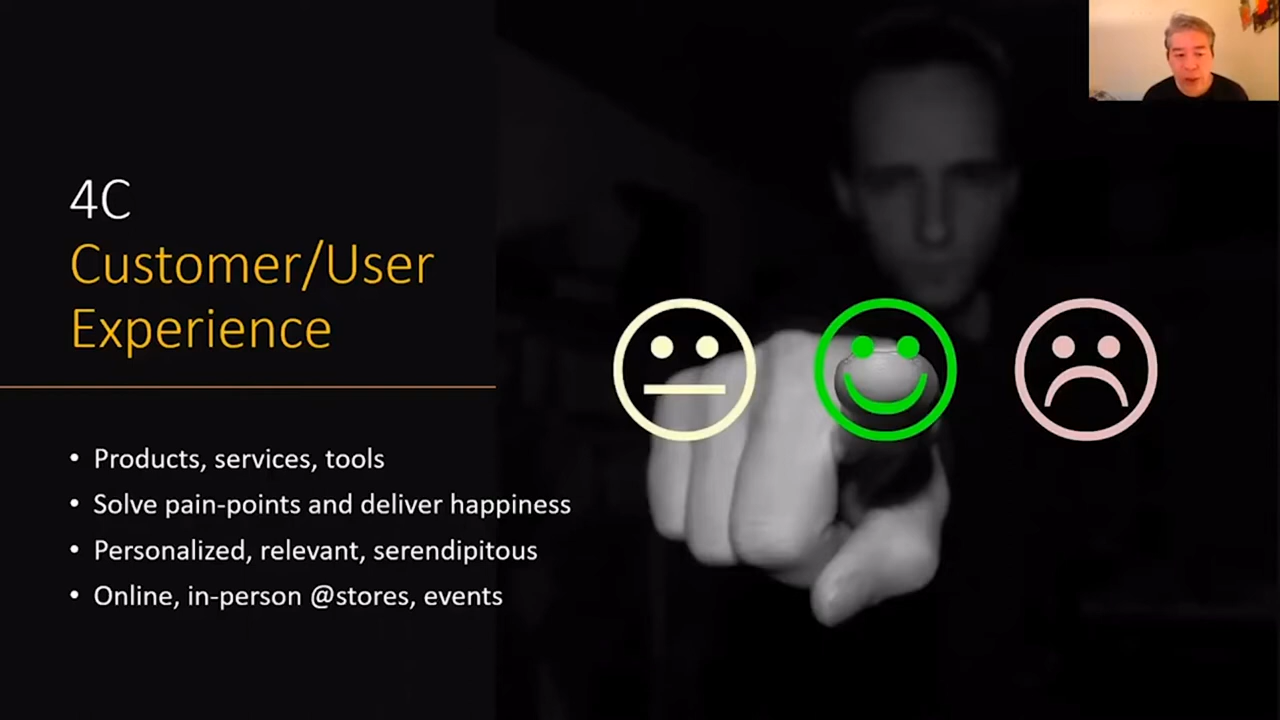 4C
Customer/User
Experience
• Products, services, tools
• Solve pain-points and deliver happiness
• Personalized, relevant, serendipitous
• Online, in-person @stores, events